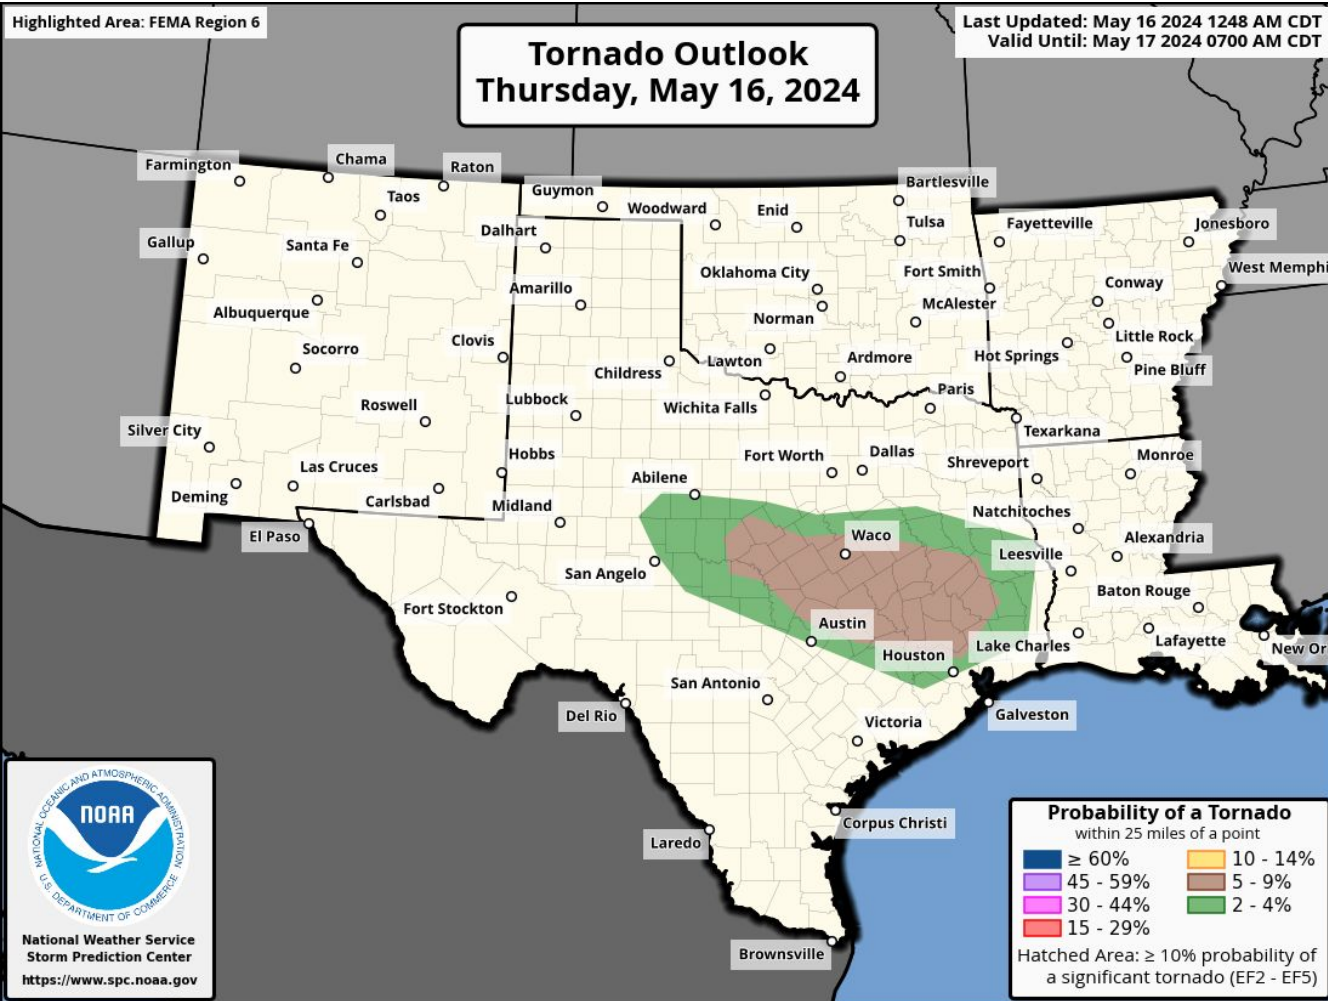 Highlighted Area: FEMA Region 6
Last Updated: May 16 2024 1248 AM CDT
Valid Until: May 17 2024 0700 AM CDT
Tornado Outlook
Thursday, May 16, 2024
Farmington
Chama
Raton
Taos
Guymon
Woodward
Enid
Bartlesville
Tulsa
Fayetteville
Jonesboro
Gallup
Santa Fe
Dalhart
Oklahoma City
Fort Smith
West Memphi
Amarillo
Conway
Albuquerque
Norman
McAlester
Socorro
Clovis
Little Rock
Childress
Lawton
Ardmore
Hot Springs
Pine Bluff
Roswell
Lubbock
Wichita Falls
Paris
Silver City
Texarkana
Las Cruces
Hobbs
Fort Worth
Dallas
Shreveport
Monroe
Deming
Carlsbad
Midland
Abilene
Natchitoches
El Paso
Waco
Leesville
Alexandria
San Angelo
Baton Rouge
Fort Stockton
Austin
Lake Charles
Lafayette
New Or
Houston
San Antonio
Del Rio
Victoria
Galveston
Corpus Christi
Laredo
Brownsville
NATIONAL OCEANIC AND ATMOSPHERIC ADMINISTRATION
NOAA
U.S. DEPARTMENT OF COMMERCE
National Weather Service
Storm Prediction Center
https://www.spc.noaa.gov
Probability of a Tornado
within 25 miles of a point
≥ 60%
45 - 59%
30 - 44%
15 - 29%
10 - 14%
5 - 9%
2 - 4%
Hatched Area: ≥ 10% probability of
a significant tornado (EF2 - EF5)